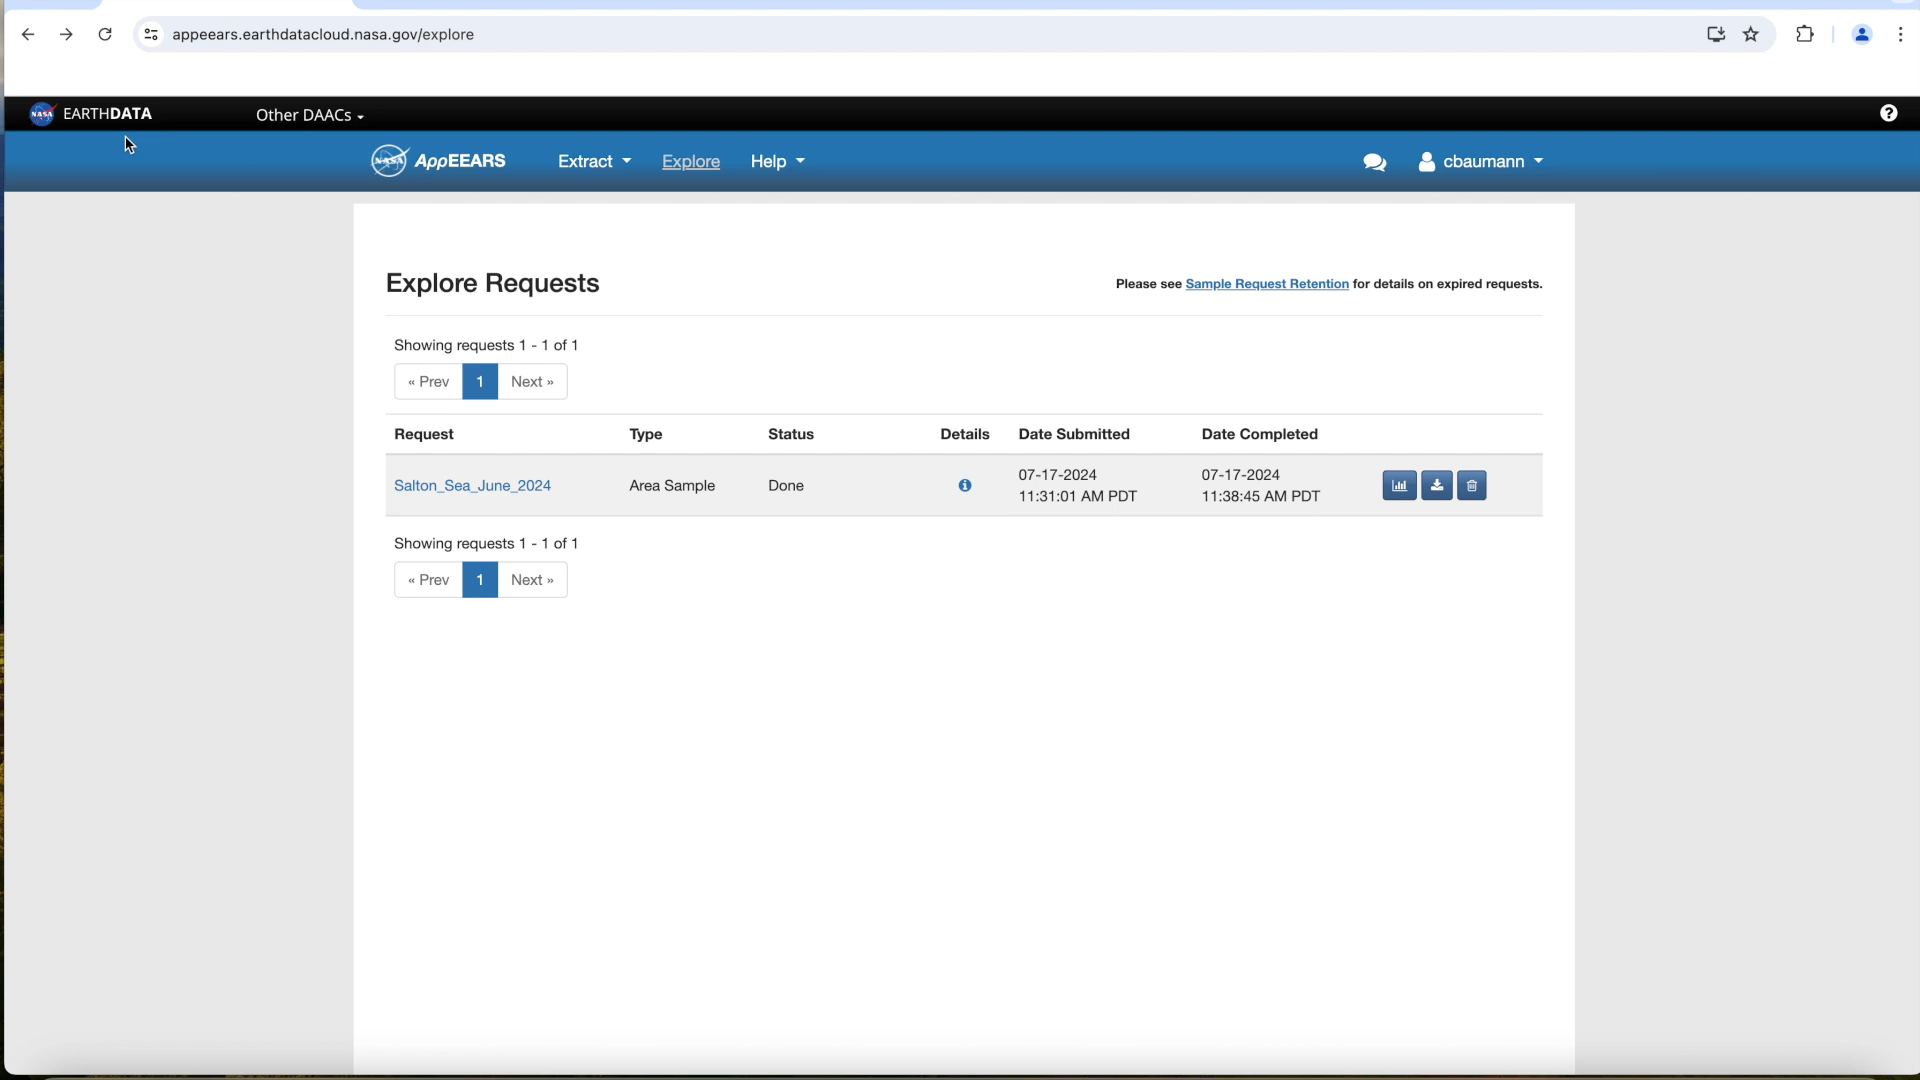 appeears.earthdatacloud.nasa.gov/explore
NASA EARTHDATA Other DAACs
NASA AppEEARS Extract Explore Help cbaumann
Explore Requests
Please see Sample Request Retention for details on expired requests.
Showing requests 1 - 1 of 1
« Prev 1 Next »
Request Type Status Details Date Submitted Date Completed
Salton_Sea_June_2024 Area Sample Done 07-17-2024 11:31:01 AM PDT 07-17-2024 11:38:45 AM PDT
Showing requests 1 - 1 of 1
« Prev 1 Next »